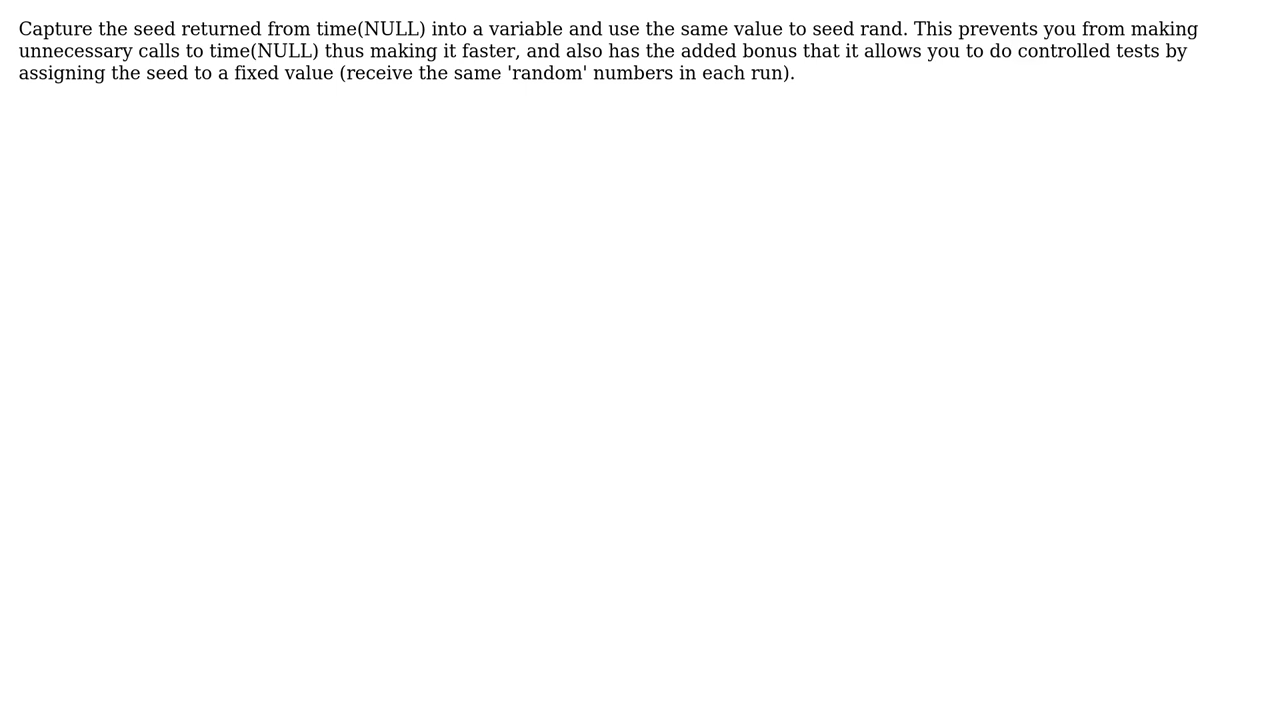 Capture the seed returned from time(NULL) into a variable and use the same value to seed rand. This prevents you from making
unnecessary calls to time(NULL) thus making it faster, and also has the added bonus that it allows you to do controlled tests by
assigning the seed to a fixed value (receive the same 'random' numbers in each run).